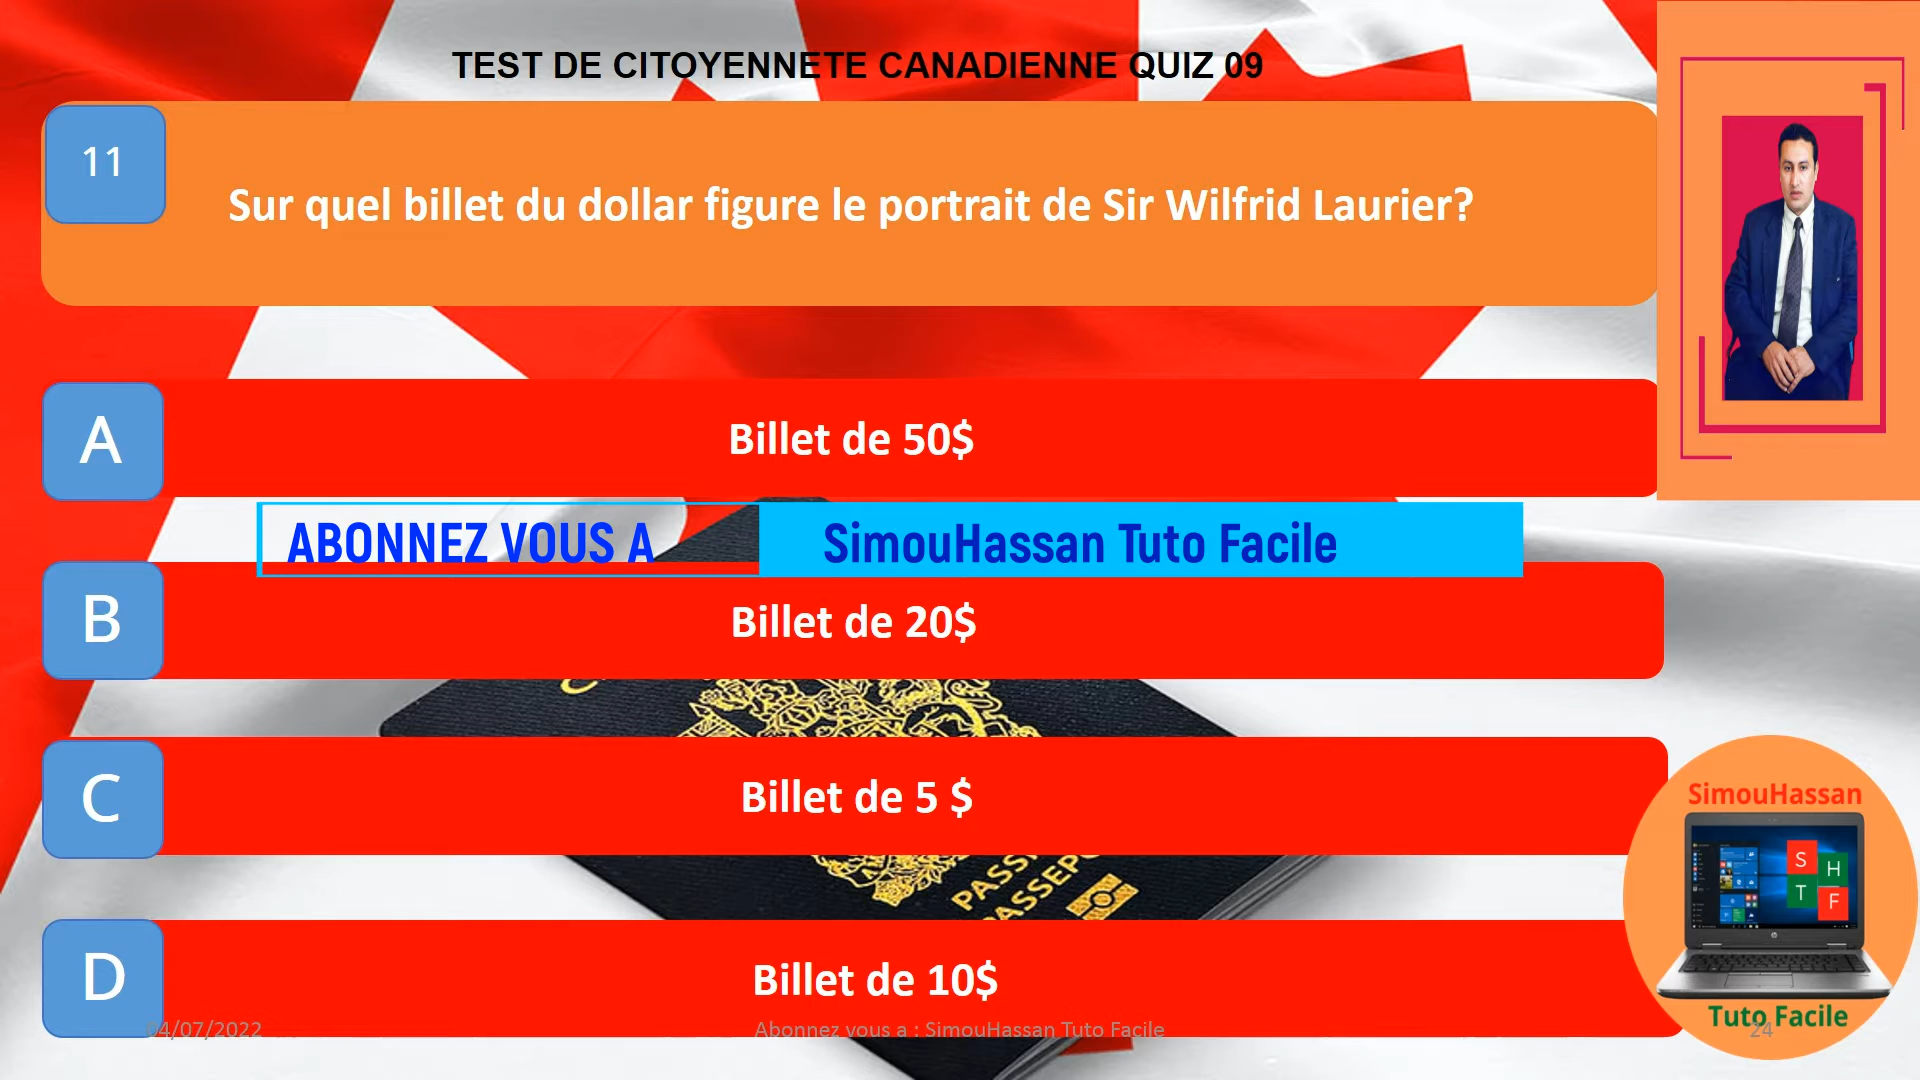 TEST DE CITOYENNETE CANADIENNE QUIZ 09
11
Sur quel billet du dollar figure le portrait de Sir Wilfrid Laurier?
A
Billet de 50$
ABONNEZ VOUS A
SimouHassan Tuto Facile
B
Billet de 20$
C
Billet de 5 $
PASS
PASSEP
D
Billet de 10$
SimouHassan
S H
T F
Tuto Facile
04/07/2022
Abonnez vous a : SimouHassan Tuto Facile
24